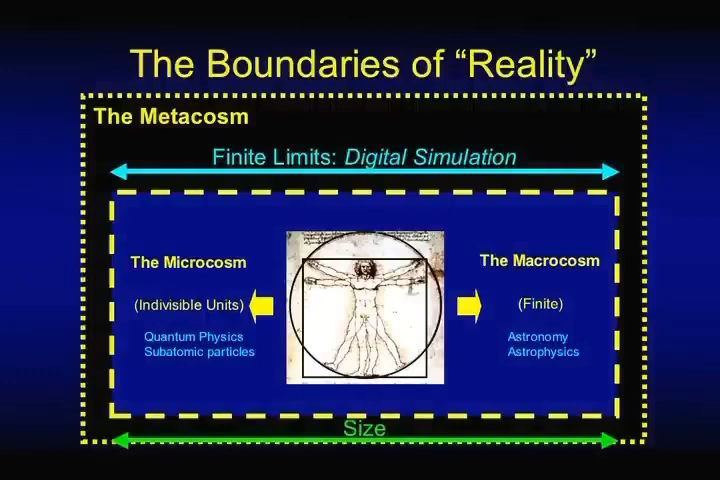 The Boundaries of “Reality”
The Metacosm
Finite Limits: Digital Simulation
The Microcosm
(Indivisible Units)
Quantum Physics
Subatomic particles
The Macrocosm
(Finite)
Astronomy
Astrophysics
Size